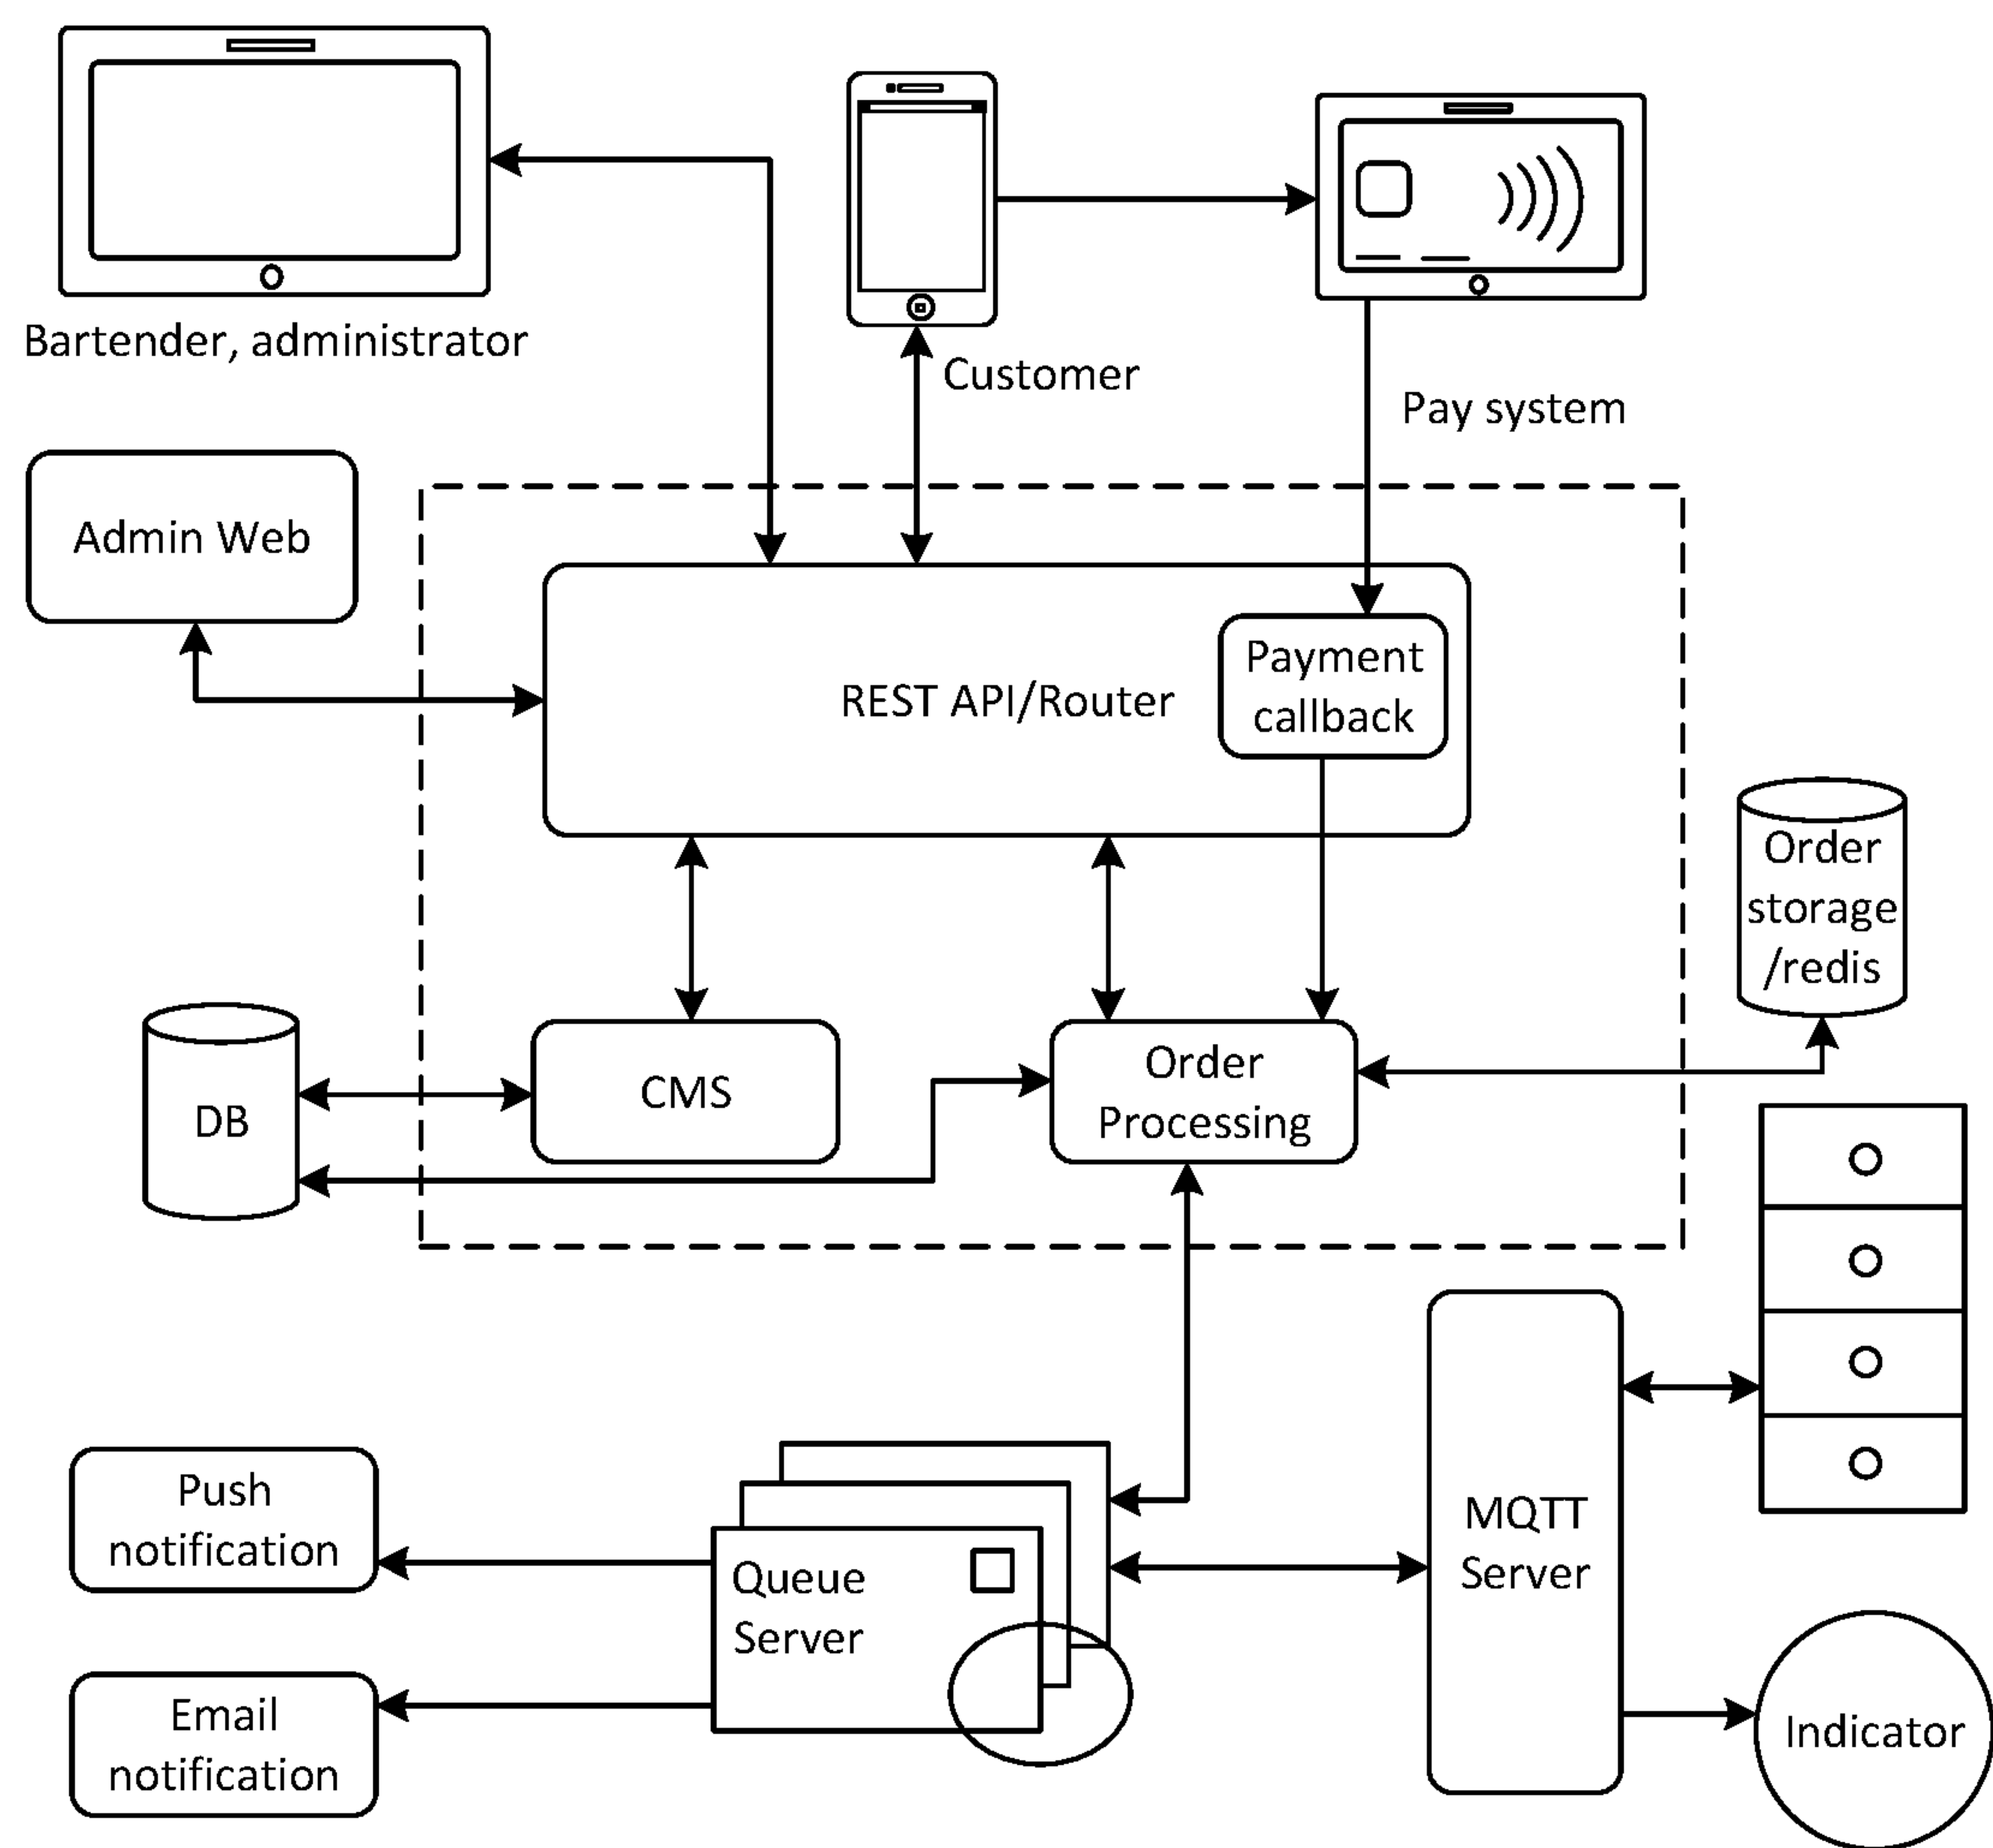 Bartender, administrator
Customer
Pay system
Admin Web
REST API/Router
Payment
callback
Order
storage
/redis
DB
CMS
Order
Processing
Push
notification
Queue
Server
MQTT
Server
Email
notification
Indicator